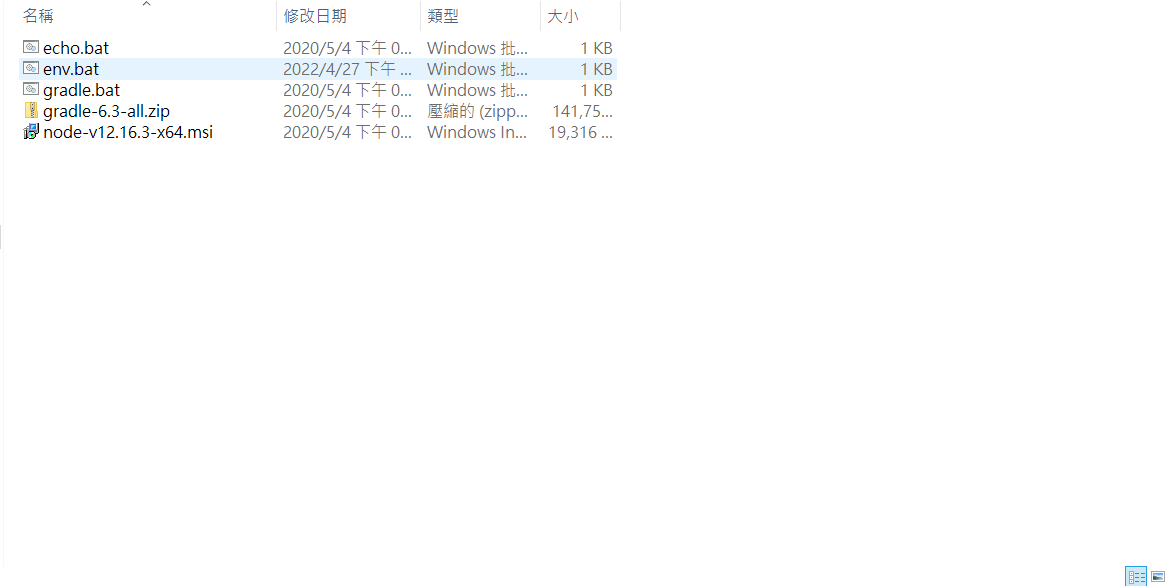 名稱 修改日期 類型 大小
echo.bat 2020/5/4 下午 0... Windows 批... 1 KB
env.bat 2022/4/27 下午 ... Windows 批... 1 KB
gradle.bat 2020/5/4 下午 0... Windows 批... 1 KB
gradle-6.3-all.zip 2020/5/4 下午 0... 壓縮的 (zipp... 141,75...
node-v12.16.3-x64.msi 2020/5/4 下午 0... Windows In... 19,316 ...